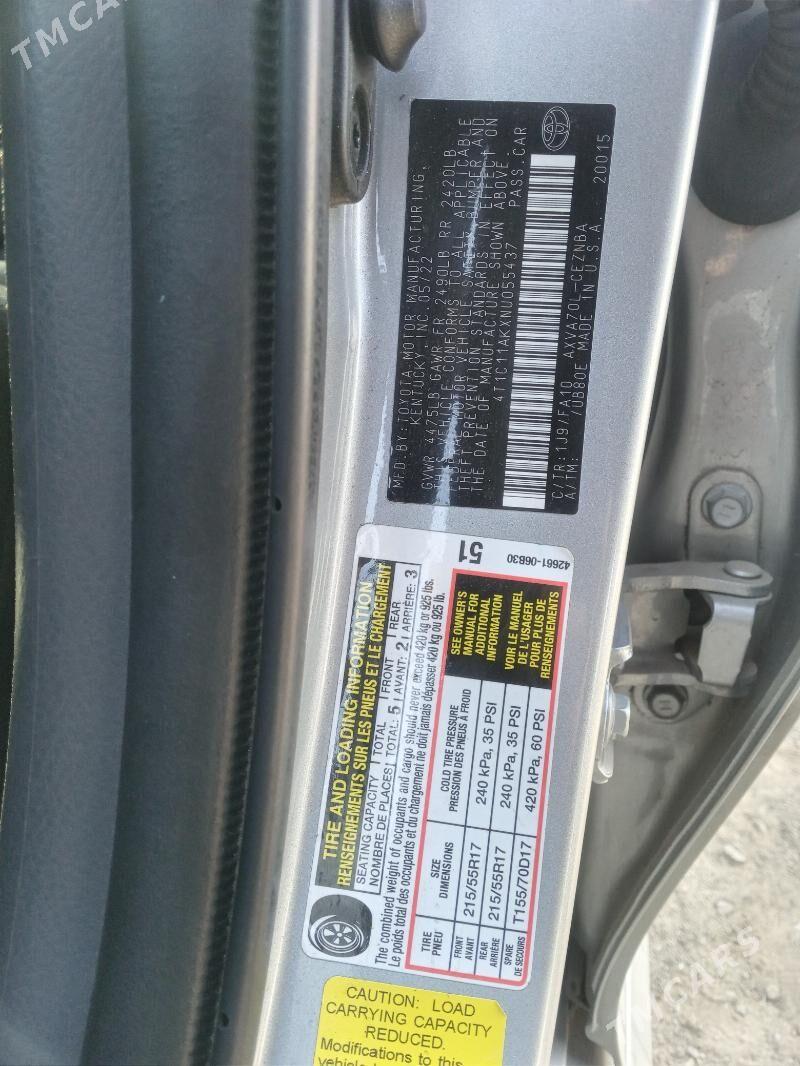 TMCARS
MFD.BY:TOYOTA MOTOR MANUFACTURING,
KENTUCKY, INC. 05/22
GVWR 4475LB GAWR FR 2490LB RR 2420LB
THIS VEHICLE CONFORMS TO ALL APPLICABLE
FEDERAL MOTOR VEHICLE SAFETY, BUMPER, AND
THEFT PREVENTION STANDARDS IN EFFECT ON
THE DATE OF MANUFACTURE SHOWN ABOVE.
4T1C11AKXNU055437 PASS.CAR
C/TR:1J9/FA10 AXVA70L-CEZNBA
A/TM: /0B80E MADE IN U.S.A. 20015
TIRE AND LOADING INFORMATION
RENSEIGNEMENTS SUR LES PNEUS ET LE CHARGEMENT
SEATING CAPACITY TOTAL FRONT REAR
NOMBRE DE PLACES TOTAL: 5 AVANT: 2 ARRIÈRE: 3
The combined weight of occupants and cargo should never exceed 420 kg or 925 lbs.
Le poids total des occupants et du chargement ne doit jamais dépasser 420 kg ou 925 lb.
TIRE SIZE COLD TIRE PRESSURE
PNEU DIMENSIONS PRESSION DES PNEUS À FROID
FRONT
AVANT 215/55R17 240 kPa, 35 PSI
REAR
ARRIÈRE 215/55R17 240 kPa, 35 PSI
SPARE
DE SECOURS T155/70D17 420 kPa, 60 PSI
SEE OWNER'S
MANUAL FOR
ADDITIONAL
INFORMATION
VOIR LE MANUEL
DE L'USAGER
POUR PLUS DE
RENSEIGNEMENTS
51
42661-06B30
CAUTION: LOAD
CARRYING CAPACITY
REDUCED.
Modifications to this
TMCARS